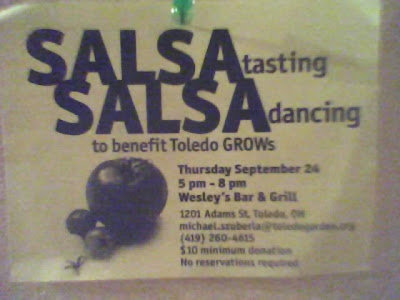 SALSA tasting
SALSA dancing
to benefit Toledo GROWs
Thursday September 24
5 pm - 8 pm
Wesley's Bar & Grill
1201 Adams St, Toledo, OH
michael.szuberla@toledogarden.org
(419) 260-4615
$10 minimum donation
No reservations required